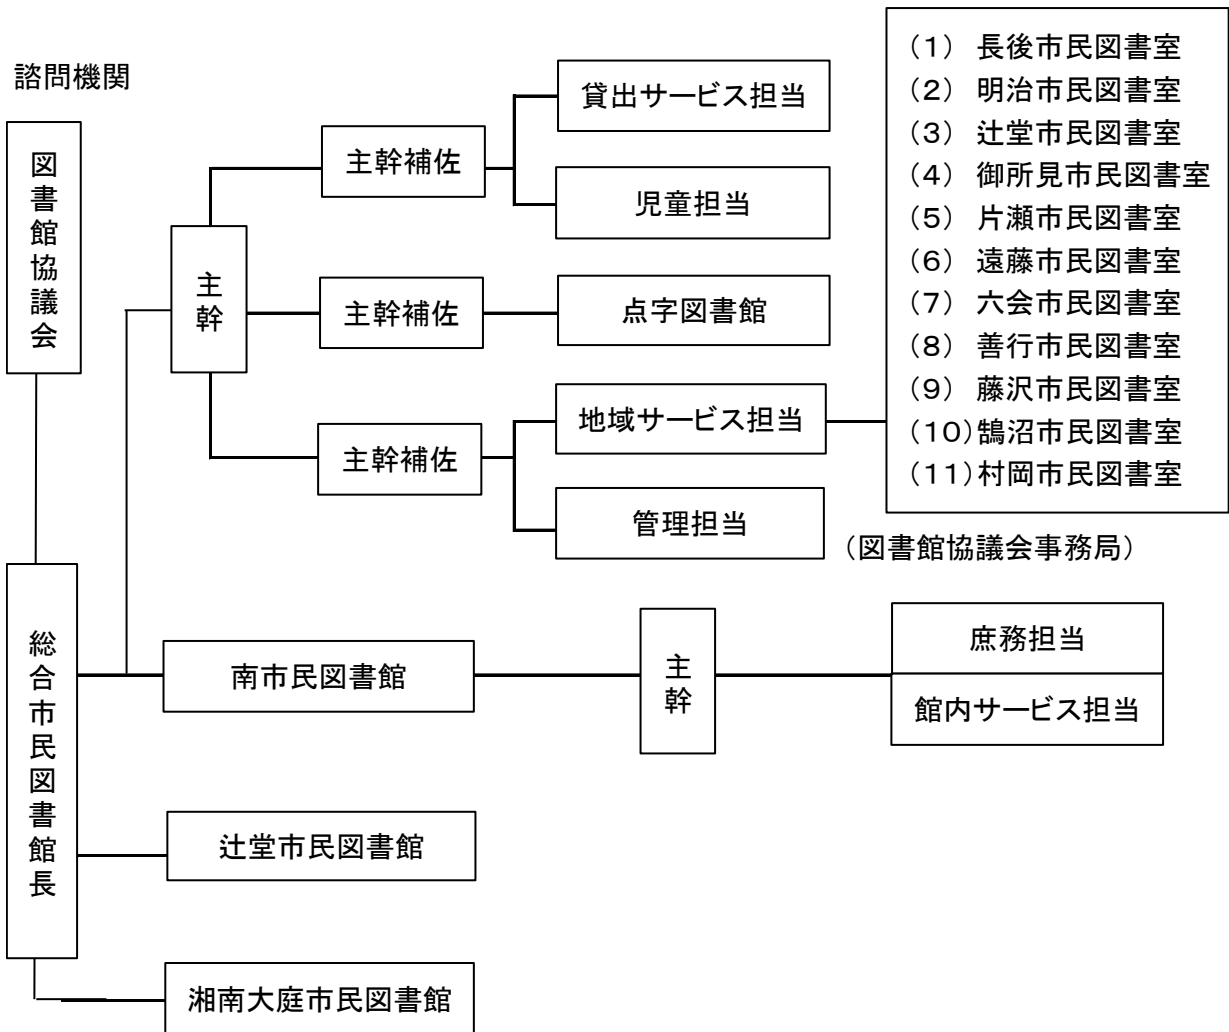 諮問機関
図書館協議会
総合市民図書館長
主幹
主幹補佐
貸出サービス担当
児童担当
主幹補佐
点字図書館
主幹補佐
地域サービス担当
管理担当
(図書館協議会事務局)
(1) 長後市民図書室
(2) 明治市民図書室
(3) 辻堂市民図書室
(4) 御所見市民図書室
(5) 片瀬市民図書室
(6) 遠藤市民図書室
(7) 六会市民図書室
(8) 善行市民図書室
(9) 藤沢市民図書室
(10)鵠沼市民図書室
(11)村岡市民図書室
南市民図書館
主幹
庶務担当
館内サービス担当
辻堂市民図書館
湘南大庭市民図書館